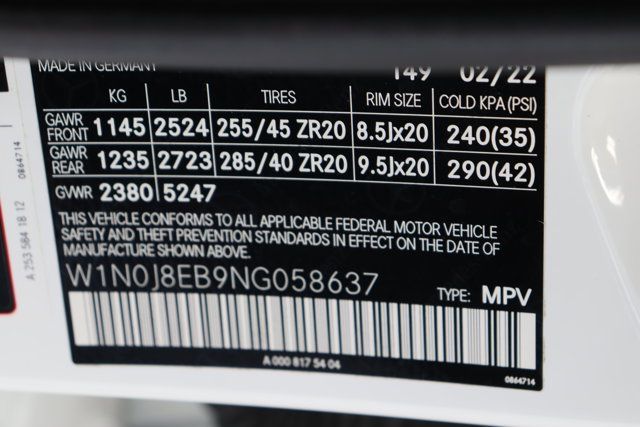 MADE IN GERMANY 149 02/22
KG LB TIRES RIM SIZE COLD KPA(PSI)
GAWR FRONT 1145 2524 255/45 ZR20 8.5Jx20 240(35)
GAWR REAR 1235 2723 285/40 ZR20 9.5Jx20 290(42)
GVWR 2380 5247
THIS VEHICLE CONFORMS TO ALL APPLICABLE FEDERAL MOTOR VEHICLE
SAFETY AND THEFT PREVENTION STANDARDS IN EFFECT ON THE DATE OF
MANUFACTURE SHOWN ABOVE.
W1N0J8EB9NG058637
TYPE: MPV
A 000 817 54 04
0864714
A 253 584 18 12 0864714